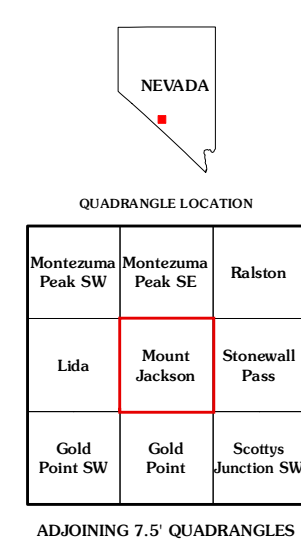 NEVADA
QUADRANGLE LOCATION
Montezuma Peak SW
Montezuma Peak SE
Ralston
Lida
Mount Jackson
Stonewall Pass
Gold Point SW
Gold Point
Scottys Junction SW
ADJOINING 7.5' QUADRANGLES